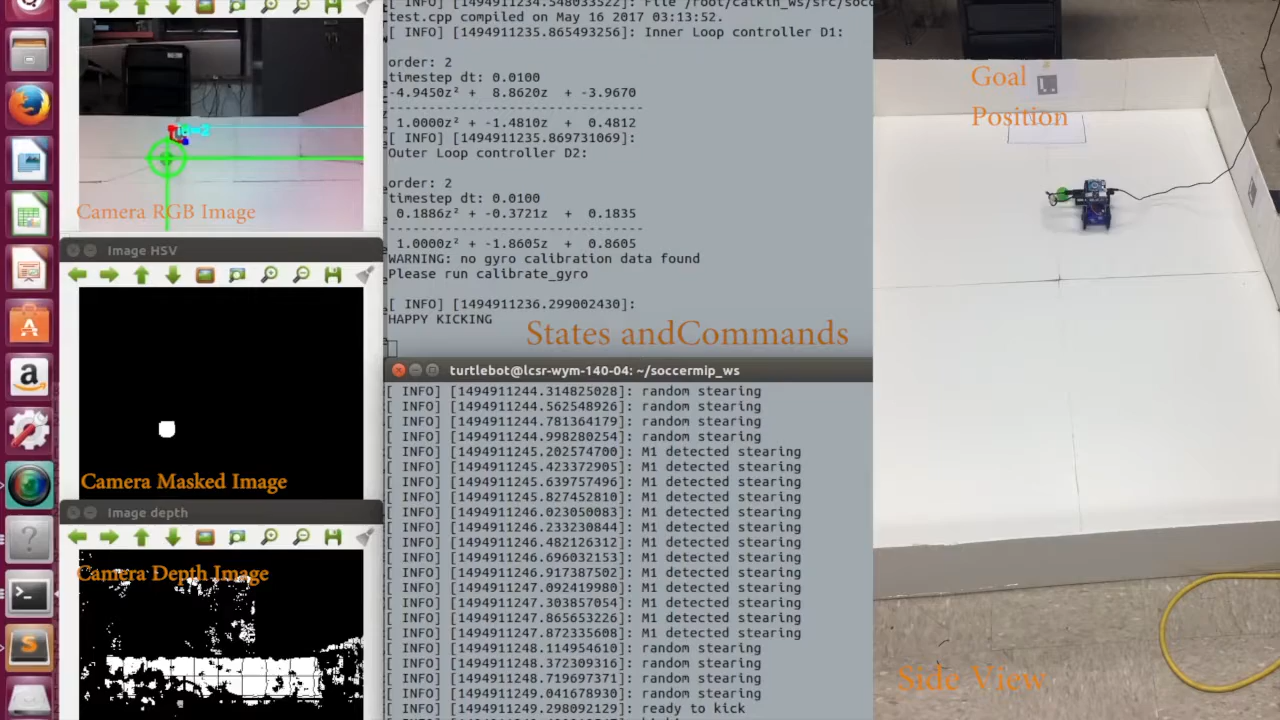 Camera RGB Image
Image HSV
Camera Masked Image
Image depth
Camera Depth Image
test.cpp compiled on May 16 2017 03:13:52.
[ INFO] [1494911235.865493256]: Inner Loop controller D1:
order: 2
timestep dt: 0.0100
-4.9450z² + 8.8620z + -3.9670
------------------------------------
1.0000z² + -1.4810z + 0.4812
[ INFO] [1494911235.869731069]:
Outer Loop controller D2:
order: 2
timestep dt: 0.0100
0.1886z² + -0.3721z + 0.1835
------------------------------------
1.0000z² + -1.8605z + 0.8605
WARNING: no gyro calibration data found
Please run calibrate_gyro
[ INFO] [1494911236.299002430]:
HAPPY KICKING
States andCommands
turtlebot@lcsr-wym-140-04: ~/soccermip_ws
[ INFO] [1494911244.314825028]: random stearing
[ INFO] [1494911244.562548926]: random stearing
[ INFO] [1494911244.781364179]: random stearing
[ INFO] [1494911244.998280254]: random stearing
[ INFO] [1494911245.202574700]: M1 detected stearing
[ INFO] [1494911245.423372905]: M1 detected stearing
[ INFO] [1494911245.639757496]: M1 detected stearing
[ INFO] [1494911245.827452810]: M1 detected stearing
[ INFO] [1494911246.023050083]: M1 detected stearing
[ INFO] [1494911246.233230844]: M1 detected stearing
[ INFO] [1494911246.482126312]: M1 detected stearing
[ INFO] [1494911246.696032153]: M1 detected stearing
[ INFO] [1494911246.917387502]: M1 detected stearing
[ INFO] [1494911247.092419980]: M1 detected stearing
[ INFO] [1494911247.303857054]: M1 detected stearing
[ INFO] [1494911247.865653226]: M1 detected stearing
[ INFO] [1494911247.872335608]: M1 detected stearing
[ INFO] [1494911248.114954610]: random stearing
[ INFO] [1494911248.372309316]: random stearing
[ INFO] [1494911248.719697371]: random stearing
[ INFO] [1494911249.041678930]: random stearing
[ INFO] [1494911249.298092129]: ready to kick
Goal
Position
Side View